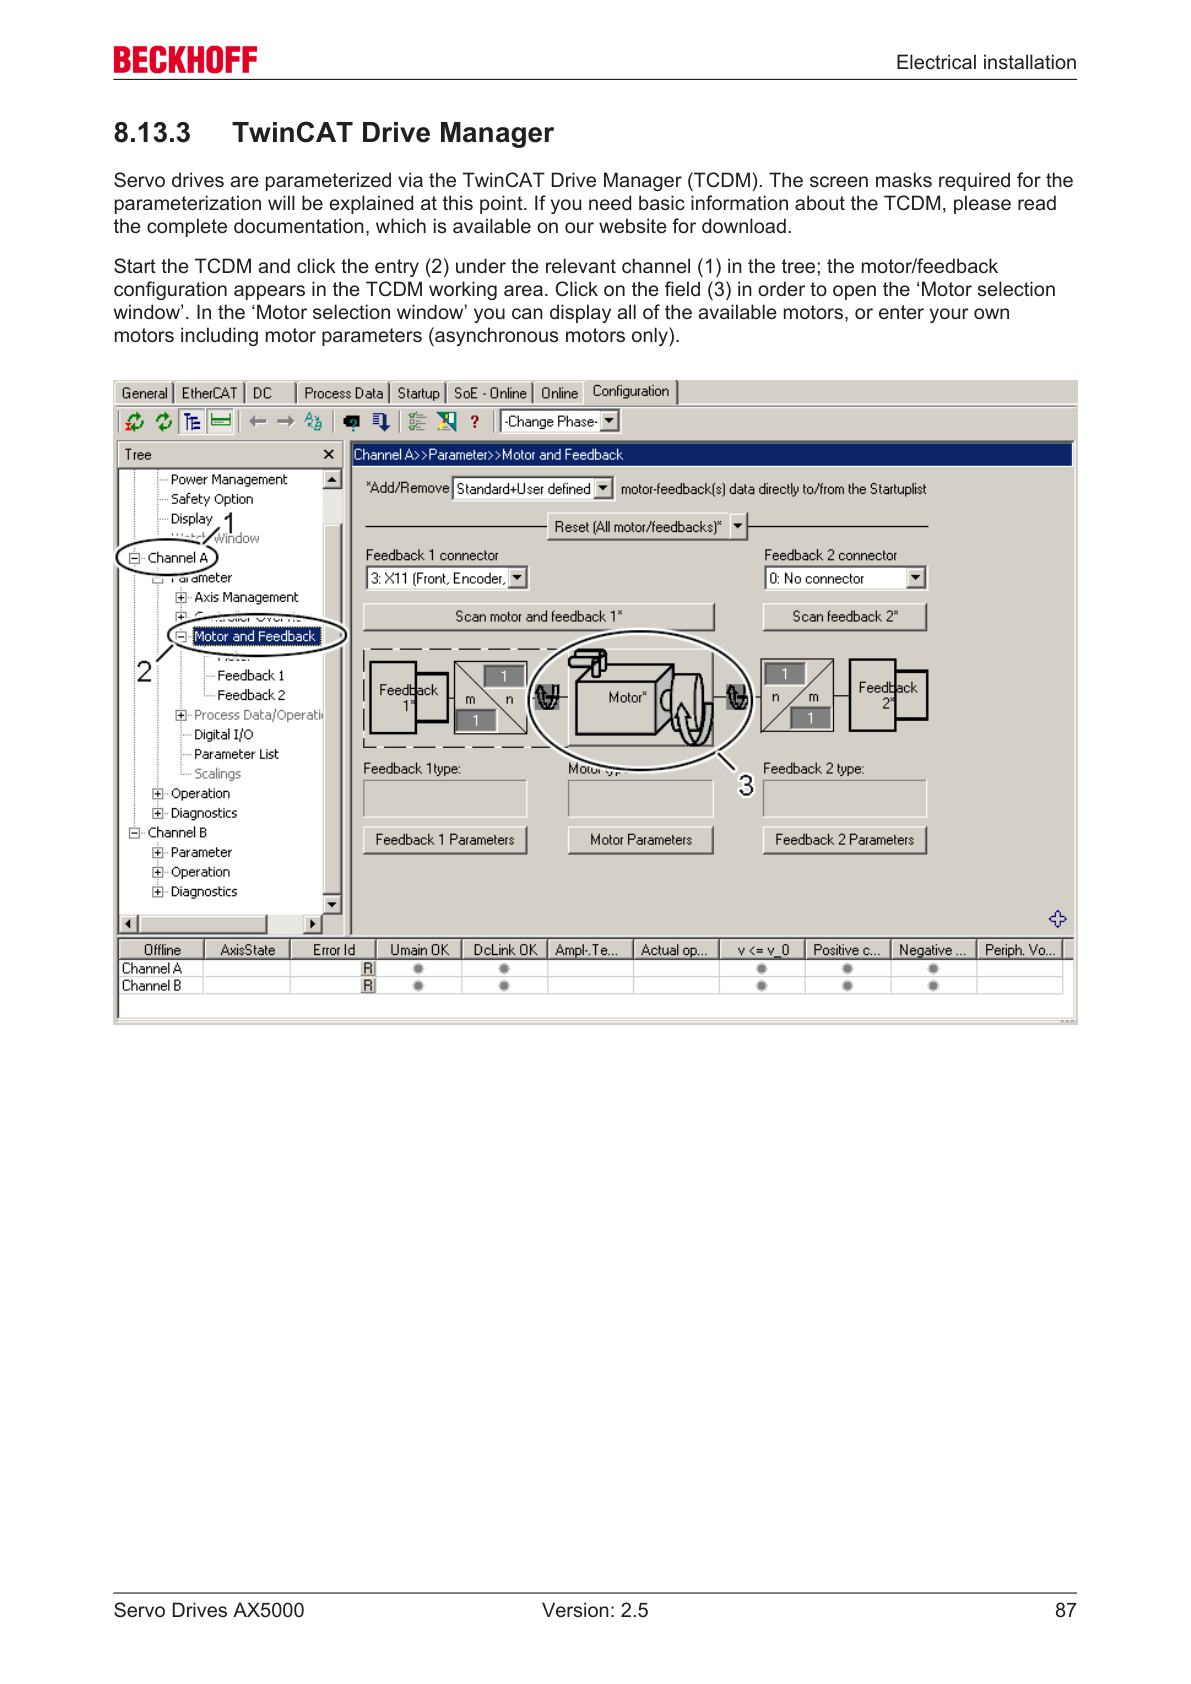 BECKHOFF
Electrical installation
8.13.3 TwinCAT Drive Manager
Servo drives are parameterized via the TwinCAT Drive Manager (TCDM). The screen masks required for the
parameterization will be explained at this point. If you need basic information about the TCDM, please read
the complete documentation, which is available on our website for download.
Start the TCDM and click the entry (2) under the relevant channel (1) in the tree; the motor/feedback
configuration appears in the TCDM working area. Click on the field (3) in order to open the ‘Motor selection
window’. In the ‘Motor selection window’ you can display all of the available motors, or enter your own
motors including motor parameters (asynchronous motors only).
General EtherCAT DC Process Data Startup SoE - Online Online Configuration
? -Change Phase-
Tree
Channel A>>Parameter>>Motor and Feedback
Power Management
Safety Option
Display
1
Window
Channel A
Parameter
Axis Management
Motor and Feedback
2
Feedback 1
Feedback 2
Process Data/Operati
Digital I/O
Parameter List
Scalings
Operation
Diagnostics
Channel B
Parameter
Operation
Diagnostics
*Add/Remove Standard+User defined motor-feedback(s) data directly to/from the Startuplist
Reset (All motor/feedbacks)*
Feedback 1 connector Feedback 2 connector
3: X11 (Front, Encoder, 0: No connector
Scan motor and feedback 1* Scan feedback 2*
Feedback 1* m n 1 1 Motor* 1 n m 1 Feedback 2*
3
Feedback 1type: Motor type: Feedback 2 type:
Feedback 1 Parameters Motor Parameters Feedback 2 Parameters
Offline AxisState Error Id Umain OK DcLink OK Ampl-.Te... Actual op... v <= v_0 Positive c... Negative ... Periph. Vo...
Channel A R
Channel B R
Servo Drives AX5000 Version: 2.5 87